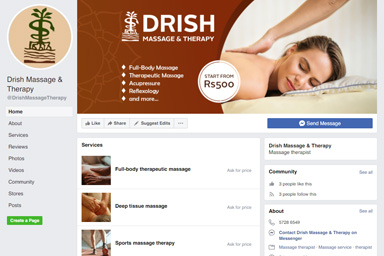 DRISH
MASSAGE & THERAPY
Full-Body Massage
Therapeutic Massage
Acupressure
Reflexology
and more...
START FROM
Rs500
Drish Massage &
Therapy
@DrishMassageTherapy
Home
About
Services
Reviews
Photos
Videos
Community
Stores
Posts
Create a Page
Like
Share
Suggest Edits
Send Message
Services
Full-body therapeutic massage
Ask for price
Deep tissue massage
Ask for price
Sports massage therapy
Ask for price
Drish Massage & Therapy
Massage therapist
Community
See all
3 people like this
3 people follow this
About
See all
5728 6546
Contact Drish Massage & Therapy on
Messenger
Massage therapist · Massage service · therapist